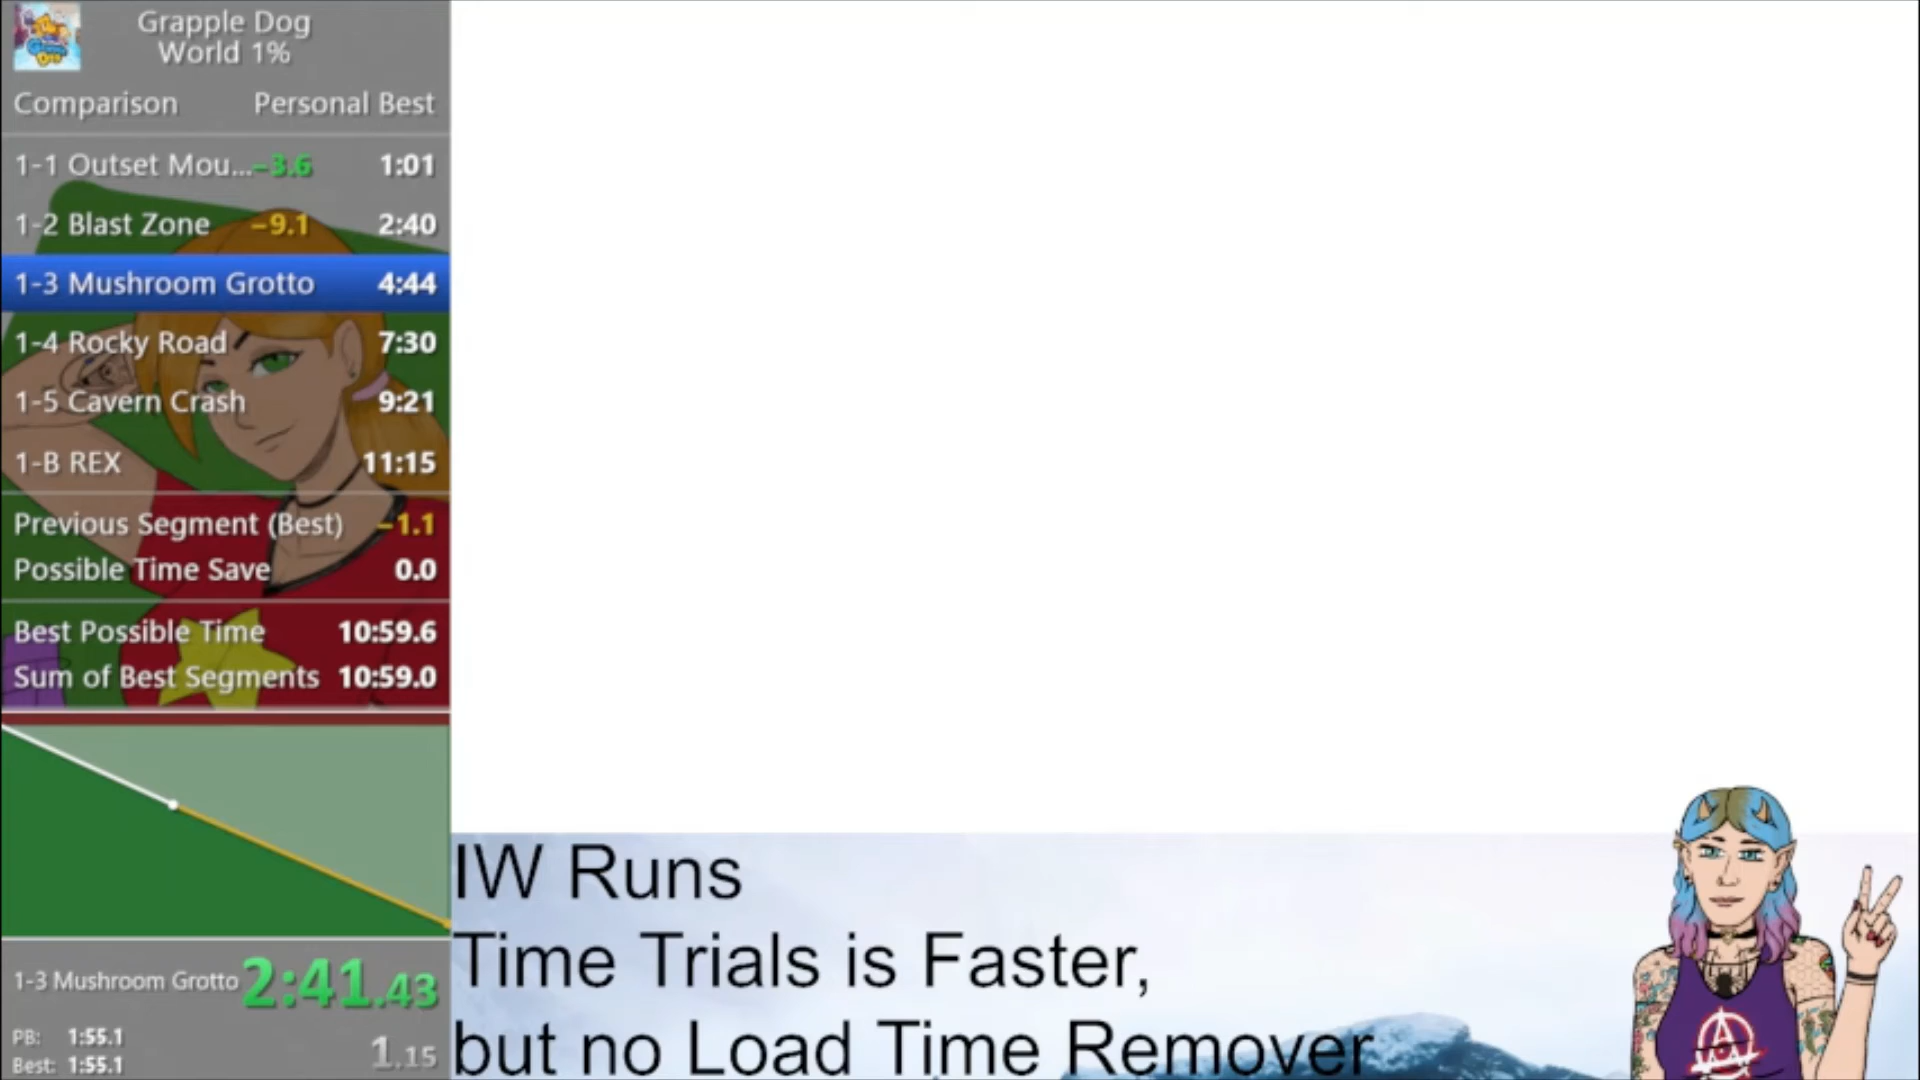 Grapple Dog
World 1%
Comparison Personal Best
1-1 Outset Mou... −3.6 1:01
1-2 Blast Zone −9.1 2:40
1-3 Mushroom Grotto 4:44
1-4 Rocky Road 7:30
1-5 Cavern Crash 9:21
1-B REX 11:15
Previous Segment (Best) −1.1
Possible Time Save 0.0
Best Possible Time 10:59.6
Sum of Best Segments 10:59.0
1-3 Mushroom Grotto 2:41.43
PB: 1:55.1
Best: 1:55.1 1.15
IW Runs
Time Trials is Faster,
but no Load Time Remover